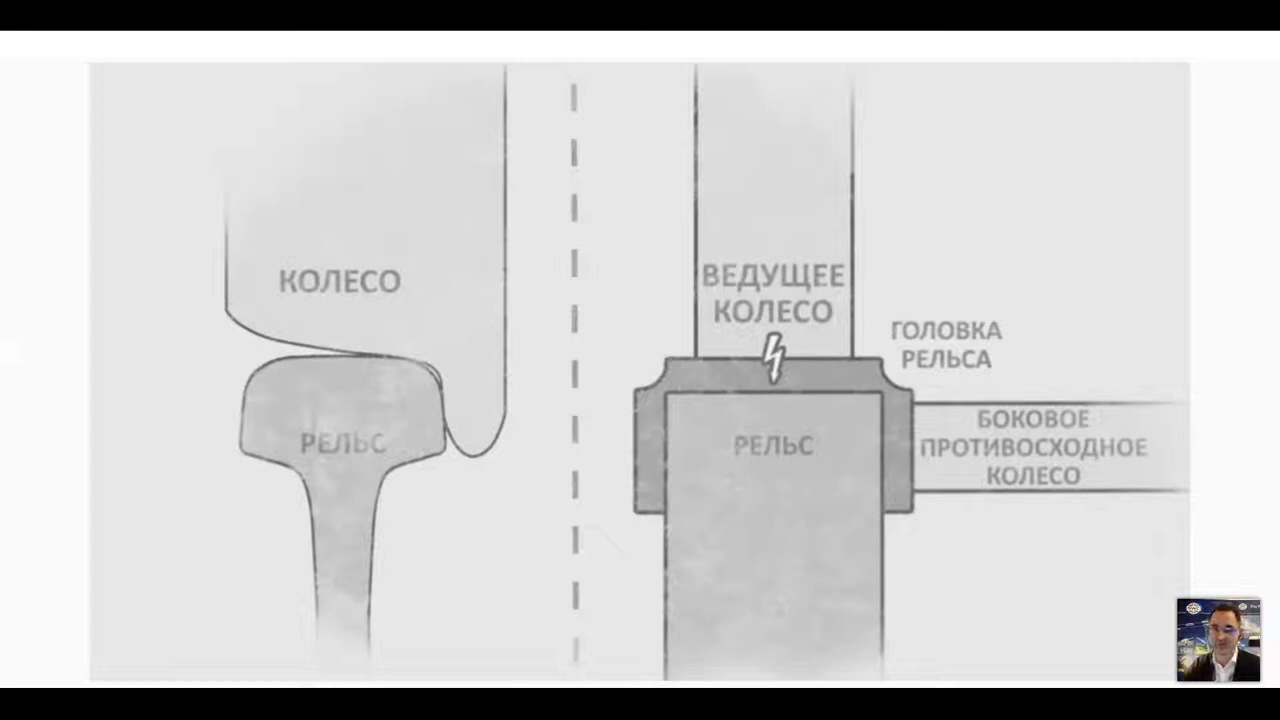 КОЛЕСО
РЕЛЬС
ВЕДУЩЕЕ
КОЛЕСО
ГОЛОВКА
РЕЛЬСА
РЕЛЬС
БОКОВОЕ
ПРОТИВОСХОДНОЕ
КОЛЕСО